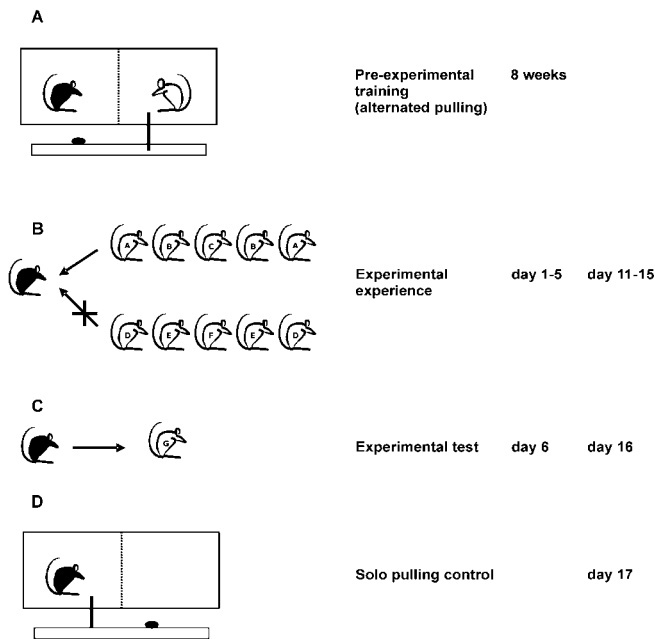 A
Pre-experimental 8 weeks
training
(alternated pulling)
B
A B C B A
Experimental day 1-5 day 11-15
experience
D E F E D
C
G
Experimental test day 6 day 16
D
Solo pulling control day 17